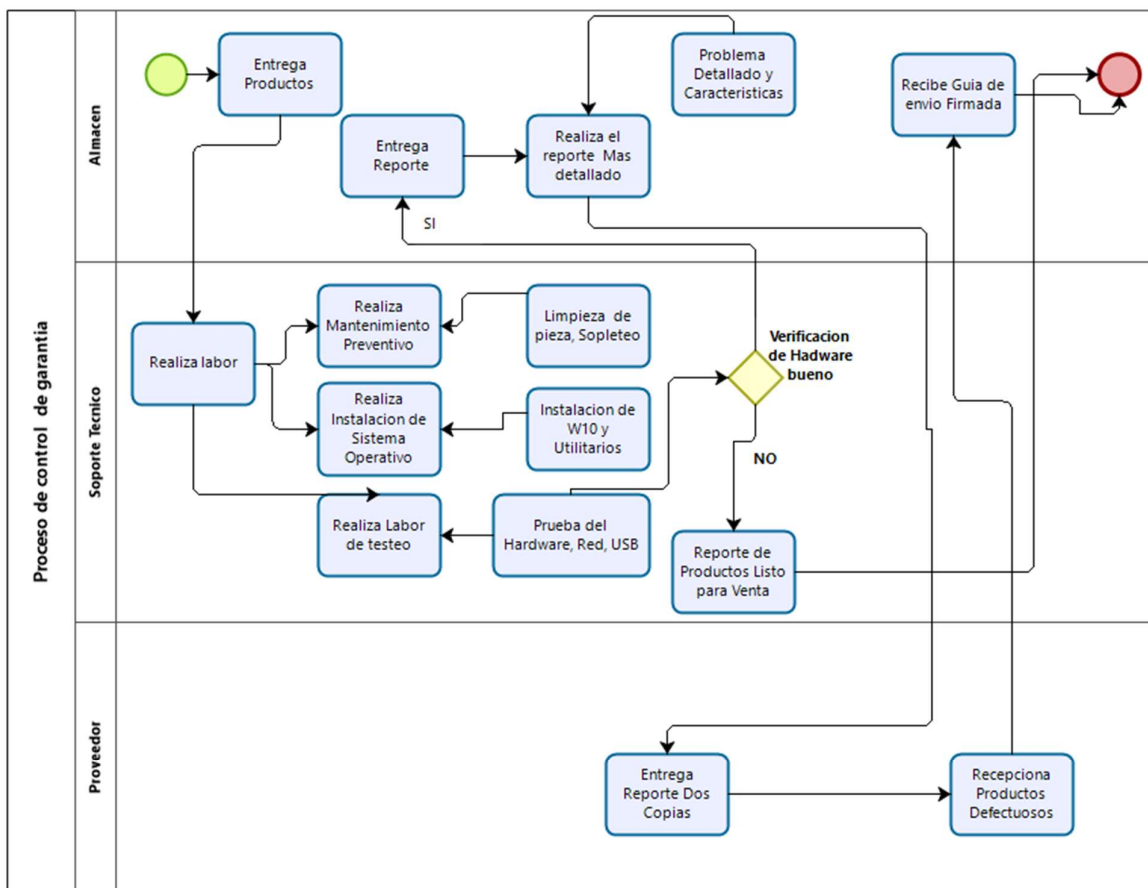 Proceso de control de garantia
Almacen
Entrega
Productos
Problema
Detallado y
Caracteristicas
Recibe Guia de
envio Firmada
Entrega
Reporte
Realiza el
reporte Mas
detallado
SI
Soporte Tecnico
Realiza labor
Realiza
Mantenimiento
Preventivo
Limpieza de
pieza, Sopleteo
Verificacion
de Hadware
bueno
Realiza
Instalacion de
Sistema
Operativo
Instalacion de
W10 y
Utilitarios
NO
Realiza Labor
de testeo
Prueba del
Hardware, Red, USB
Reporte de
Productos Listo
para Venta
Proveedor
Entrega
Reporte Dos
Copias
Recepciona
Productos
Defectuosos